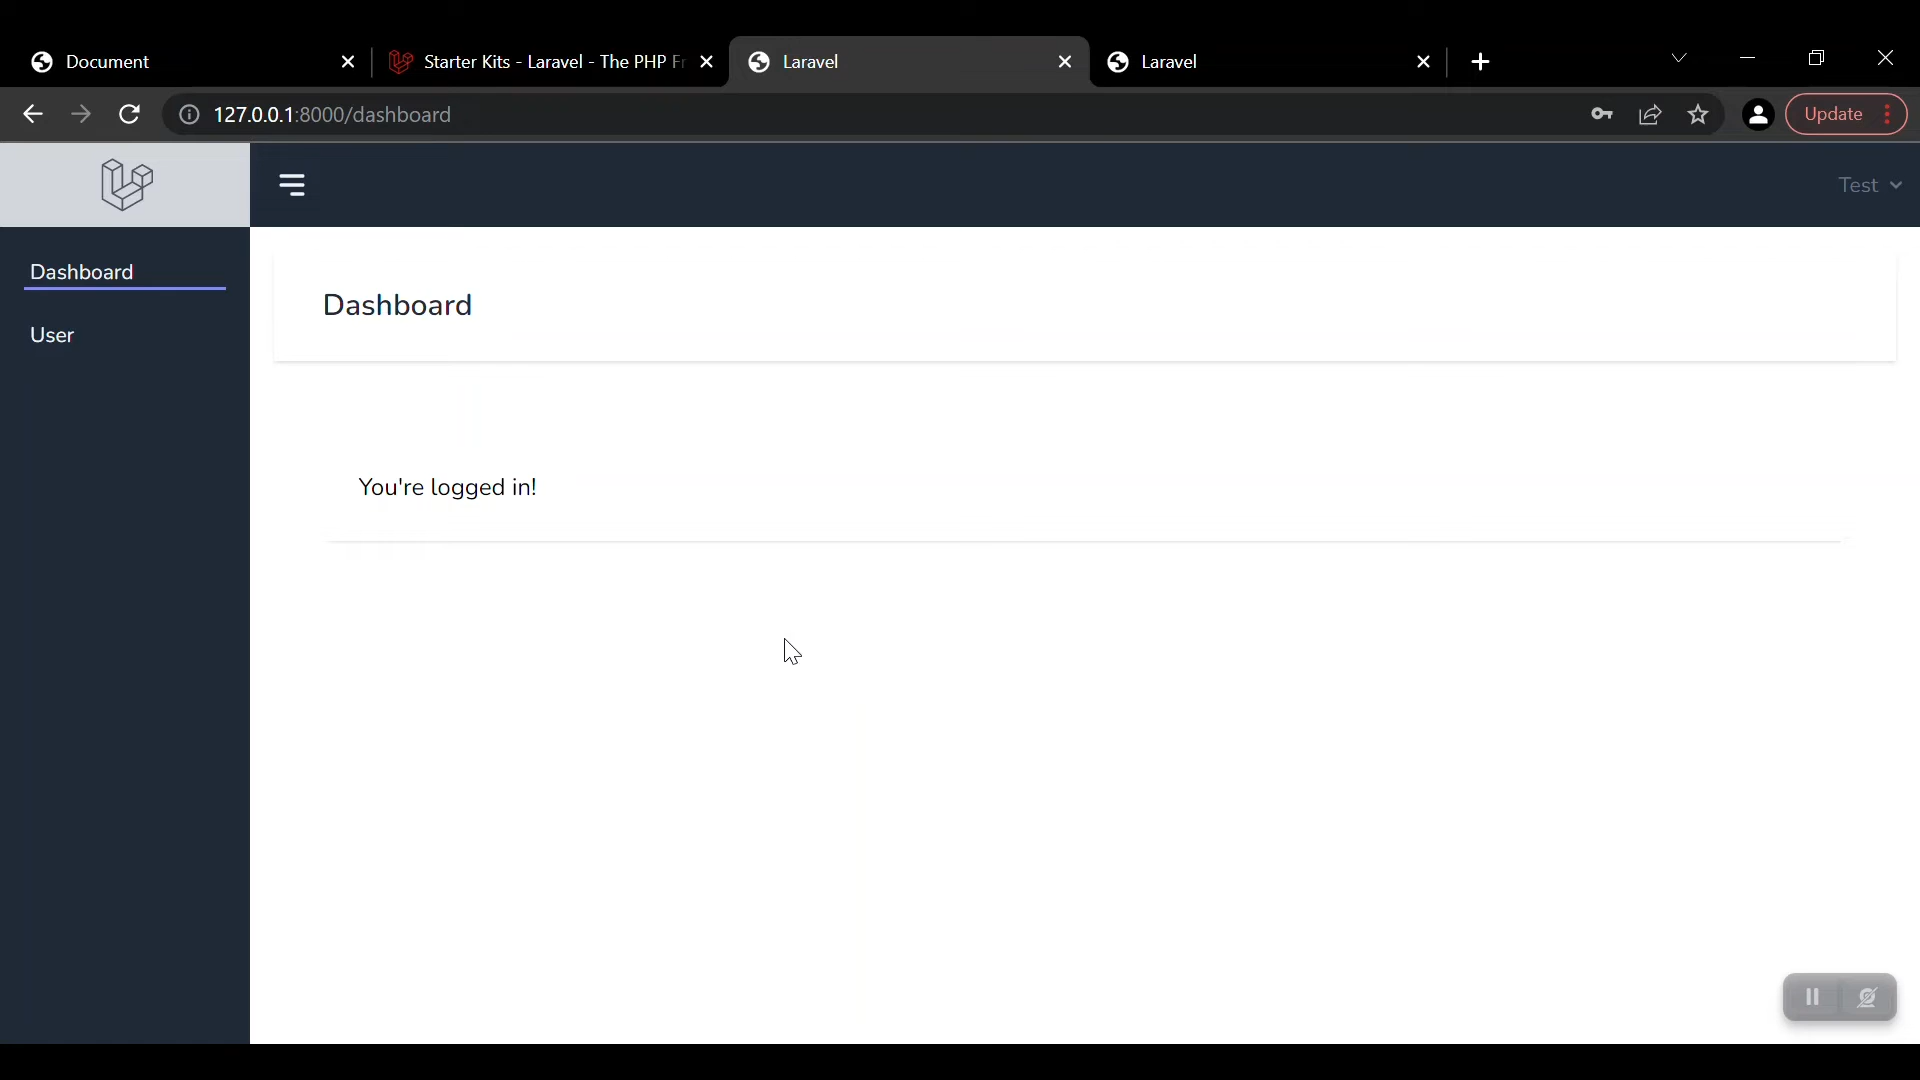 Document
Starter Kits - Laravel - The PHP Fr
Laravel
Laravel
127.0.0.1:8000/dashboard
Update
Test
Dashboard
User
Dashboard
You're logged in!